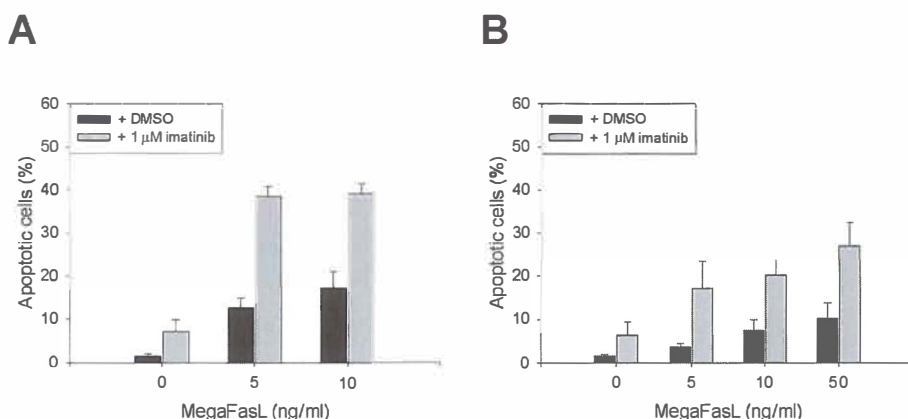 A
60
50
40
30
20
10
0
Apoptotic cells (%)
+ DMSO
+ 1 µM imatinib
0 5 10
MegaFasL (ng/ml)
B
60
50
40
30
20
10
0
Apoptotic cells (%)
+ DMSO
+ 1 µM imatinib
0 5 10 50
MegaFasL (ng/ml)